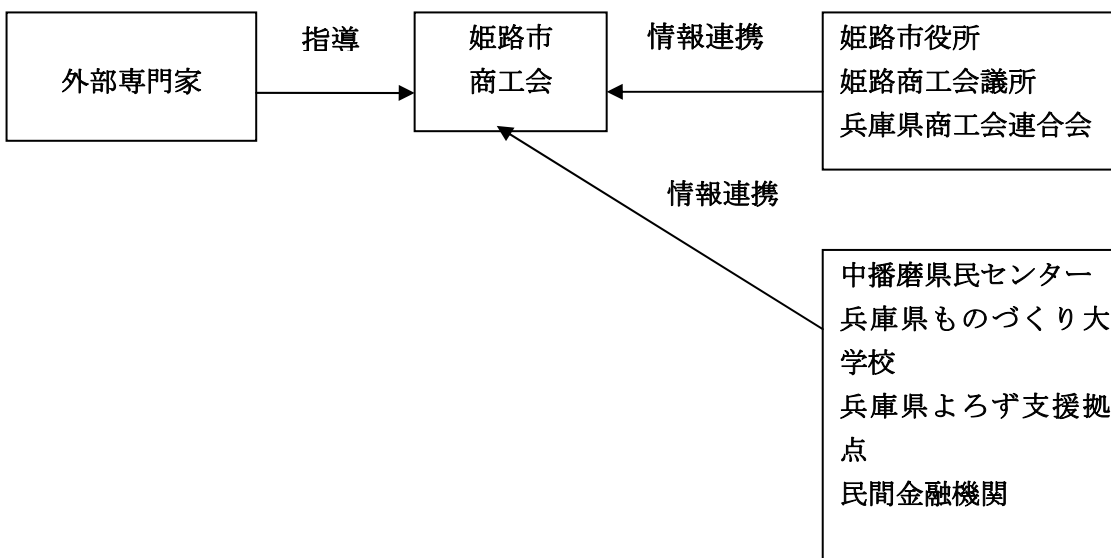 指導
外部専門家
姫路市
商工会
情報連携
姫路市役所
姫路商工会議所
兵庫県商工会連合会
情報連携
中播磨県民センター
兵庫県ものづくり大
学校
兵庫県よろず支援拠
点
民間金融機関